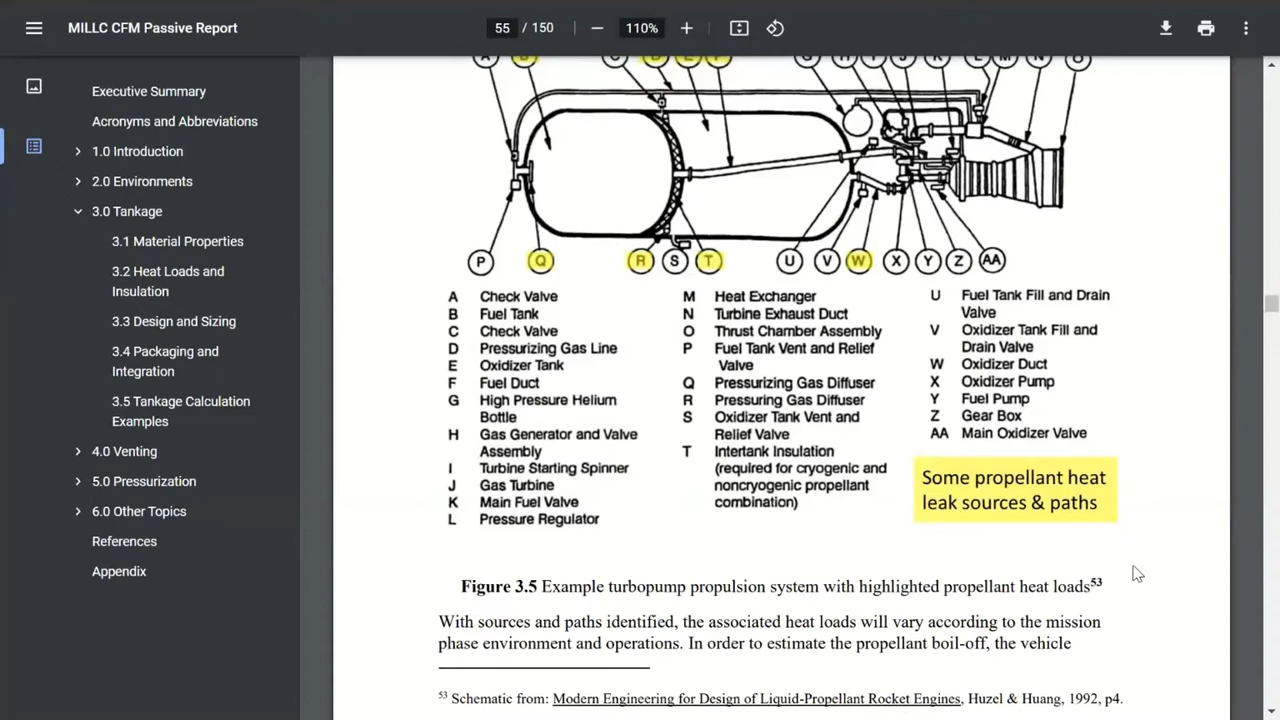 MILLC CFM Passive Report
55 / 150
110%
Executive Summary
Acronyms and Abbreviations
1.0 Introduction
2.0 Environments
3.0 Tankage
3.1 Material Properties
3.2 Heat Loads and
Insulation
3.3 Design and Sizing
3.4 Packaging and
Integration
3.5 Tankage Calculation
Examples
4.0 Venting
5.0 Pressurization
6.0 Other Topics
References
Appendix
P Q R S T U V W X Y Z AA
A Check Valve
B Fuel Tank
C Check Valve
D Pressurizing Gas Line
E Oxidizer Tank
F Fuel Duct
G High Pressure Helium
Bottle
H Gas Generator and Valve
Assembly
I Turbine Starting Spinner
J Gas Turbine
K Main Fuel Valve
L Pressure Regulator
M Heat Exchanger
N Turbine Exhaust Duct
O Thrust Chamber Assembly
P Fuel Tank Vent and Relief
Valve
Q Pressurizing Gas Diffuser
R Pressuring Gas Diffuser
S Oxidizer Tank Vent and
Relief Valve
T Intertank Insulation
(required for cryogenic and
noncryogenic propellant
combination)
U Fuel Tank Fill and Drain
Valve
V Oxidizer Tank Fill and
Drain Valve
W Oxidizer Duct
X Oxidizer Pump
Y Fuel Pump
Z Gear Box
AA Main Oxidizer Valve
Some propellant heat
leak sources & paths
Figure 3.5 Example turbopump propulsion system with highlighted propellant heat loads53
With sources and paths identified, the associated heat loads will vary according to the mission
phase environment and operations. In order to estimate the propellant boil-off, the vehicle
53 Schematic from: Modern Engineering for Design of Liquid-Propellant Rocket Engines, Huzel & Huang, 1992, p4.